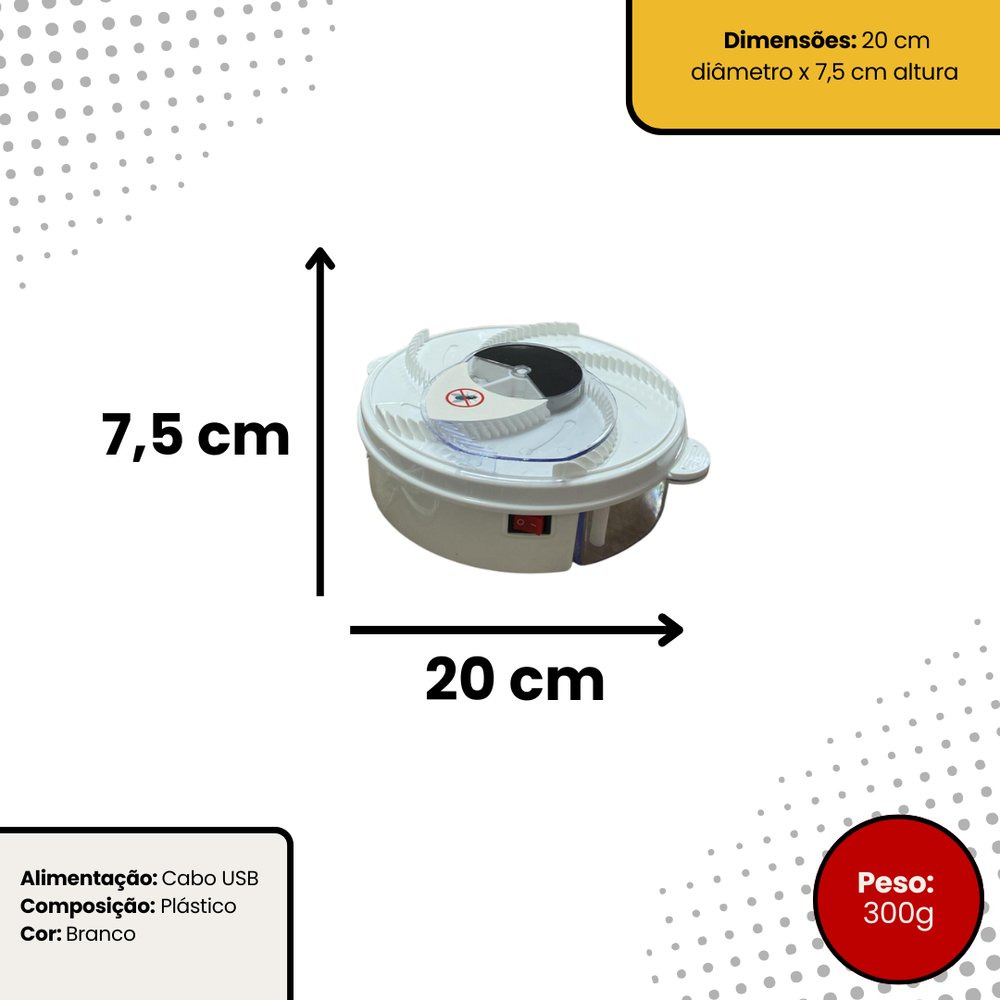 Dimensões: 20 cm
diâmetro x 7,5 cm altura
7,5 cm
20 cm
Alimentação: Cabo USB
Composição: Plástico
Cor: Branco
Peso:
300g